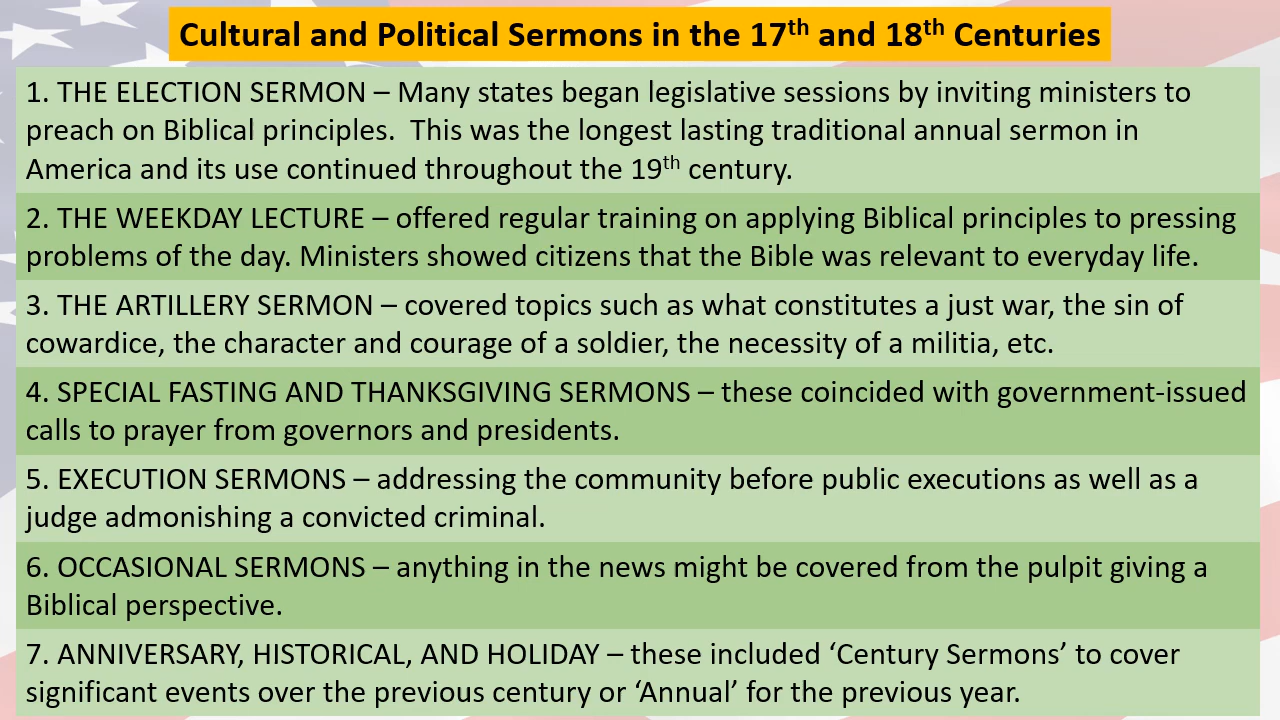 Cultural and Political Sermons in the 17th and 18th Centuries
1. THE ELECTION SERMON – Many states began legislative sessions by inviting ministers to
preach on Biblical principles.  This was the longest lasting traditional annual sermon in
America and its use continued throughout the 19th century.
2. THE WEEKDAY LECTURE – offered regular training on applying Biblical principles to pressing
problems of the day. Ministers showed citizens that the Bible was relevant to everyday life.
3. THE ARTILLERY SERMON – covered topics such as what constitutes a just war, the sin of
cowardice, the character and courage of a soldier, the necessity of a militia, etc.
4. SPECIAL FASTING AND THANKSGIVING SERMONS – these coincided with government-issued
calls to prayer from governors and presidents.
5. EXECUTION SERMONS – addressing the community before public executions as well as a
judge admonishing a convicted criminal.
6. OCCASIONAL SERMONS – anything in the news might be covered from the pulpit giving a
Biblical perspective.
7. ANNIVERSARY, HISTORICAL, AND HOLIDAY – these included ‘Century Sermons’ to cover
significant events over the previous century or ‘Annual’ for the previous year.